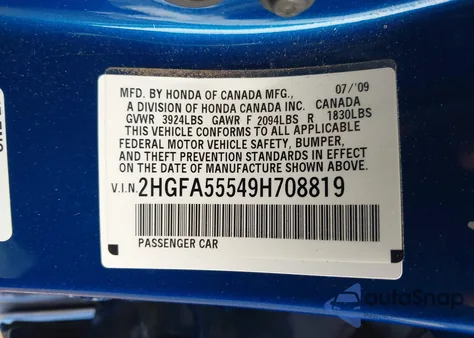 MFD. BY HONDA OF CANADA MFG., 07/'09
A DIVISION OF HONDA CANADA INC. CANADA
GVWR 3924LBS GAWR F 2094LBS R 1830LBS
THIS VEHICLE CONFORMS TO ALL APPLICABLE
FEDERAL MOTOR VEHICLE SAFETY, BUMPER,
AND THEFT PREVENTION STANDARDS IN EFFECT
ON THE DATE OF MANUFACTURE SHOWN ABOVE.
V.I.N. 2HGFA55549H708819
PASSENGER CAR
autoSnap